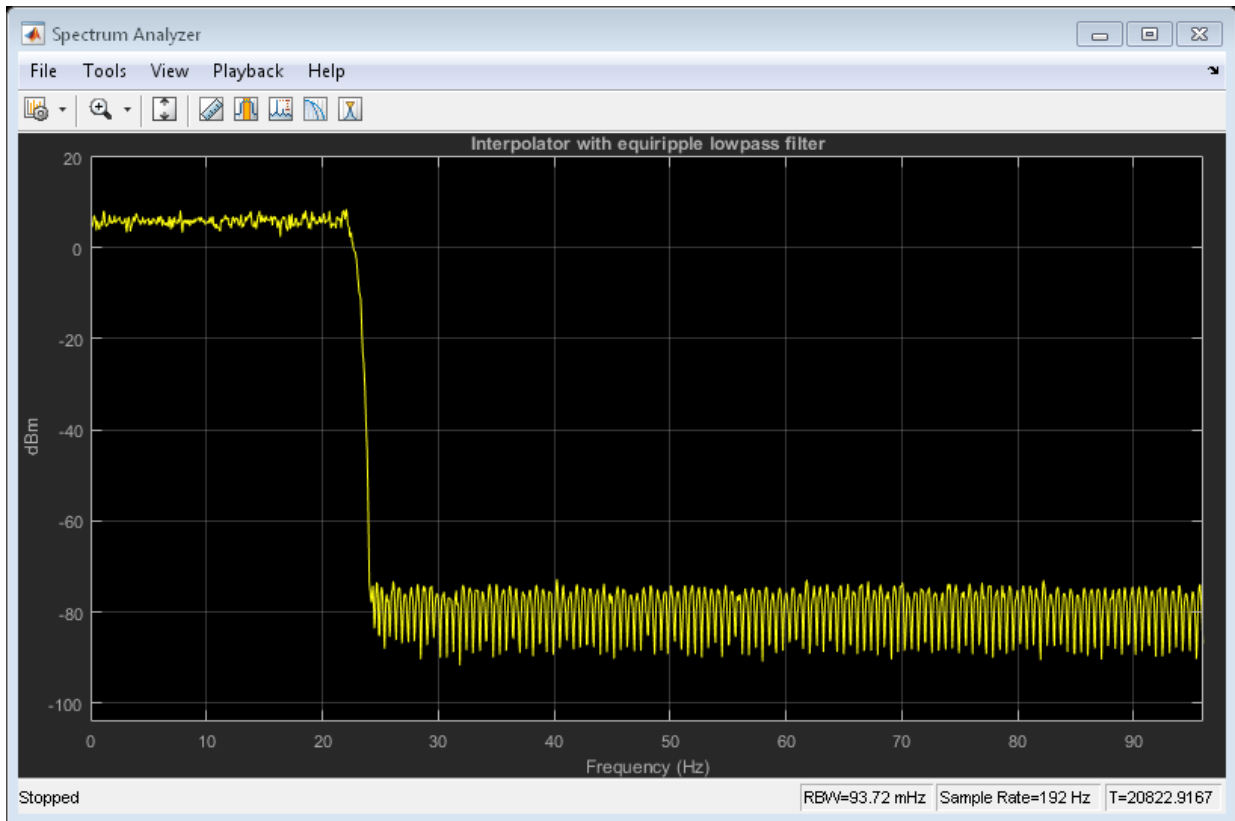 Spectrum Analyzer
File Tools View Playback Help
Interpolator with equiripple lowpass filter
20
0
-20
-40
-60
-80
-100
dBm
0 10 20 30 40 50 60 70 80 90
Frequency (Hz)
Stopped RBW=93.72 mHz Sample Rate=192 Hz T=20822.9167